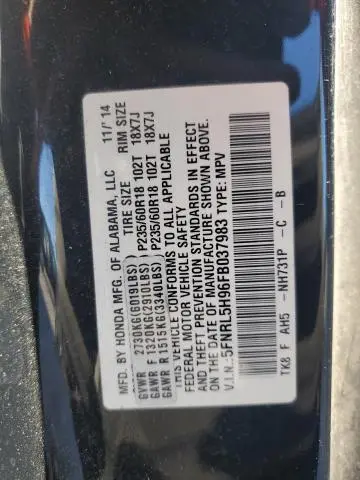 MFD. BY HONDA MFG. OF ALABAMA, LLC 11/'14
TIRE SIZE RIM SIZE
GVWR 2730KG(6019LBS)
GAWR F 1320KG(2910LBS) P235/60R18 102T 18X7J
GAWR R 1515KG(3340LBS) P235/60R18 102T 18X7J
THIS VEHICLE CONFORMS TO ALL APPLICABLE
FEDERAL MOTOR VEHICLE SAFETY
AND THEFT PREVENTION STANDARDS IN EFFECT
ON THE DATE OF MANUFACTURE SHOWN ABOVE.
V.I.N.: 5FNRL5H96FB037983 TYPE: MPV
TK8 F AH5 -NH731P -C -B